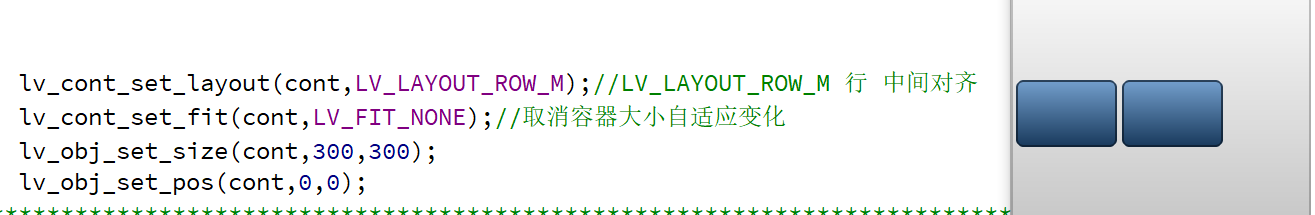 lv_cont_set_layout(cont,LV_LAYOUT_ROW_M);//LV_LAYOUT_ROW_M 行 中间对齐
lv_cont_set_fit(cont,LV_FIT_NONE);//取消容器大小自适应变化
lv_obj_set_size(cont,300,300);
lv_obj_set_pos(cont,0,0);